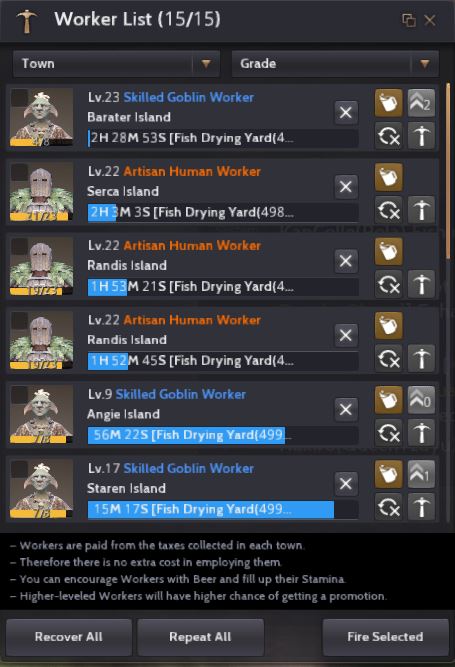 Worker List (15/15)
Town
Grade
Lv.23 Skilled Goblin Worker
Barater Island
2H 28M 53S [Fish Drying Yard(4...
4/8
2
Lv.22 Artisan Human Worker
Serca Island
2H 3M 3S [Fish Drying Yard(498...
21/23
Lv.22 Artisan Human Worker
Randis Island
1H 53M 21S [Fish Drying Yard(4...
19/23
Lv.22 Artisan Human Worker
Randis Island
1H 52M 45S [Fish Drying Yard(4...
19/23
Lv.9 Skilled Goblin Worker
Angie Island
56M 22S [Fish Drying Yard(499...
7/8
0
Lv.17 Skilled Goblin Worker
Staren Island
15M 17S [Fish Drying Yard(499...
7/8
1
– Workers are paid from the taxes collected in each town.
– Therefore there is no extra cost in employing them.
– You can encourage Workers with Beer and fill up their Stamina.
– Higher-leveled Workers will have higher chance of getting a promotion.
Recover All
Repeat All
Fire Selected